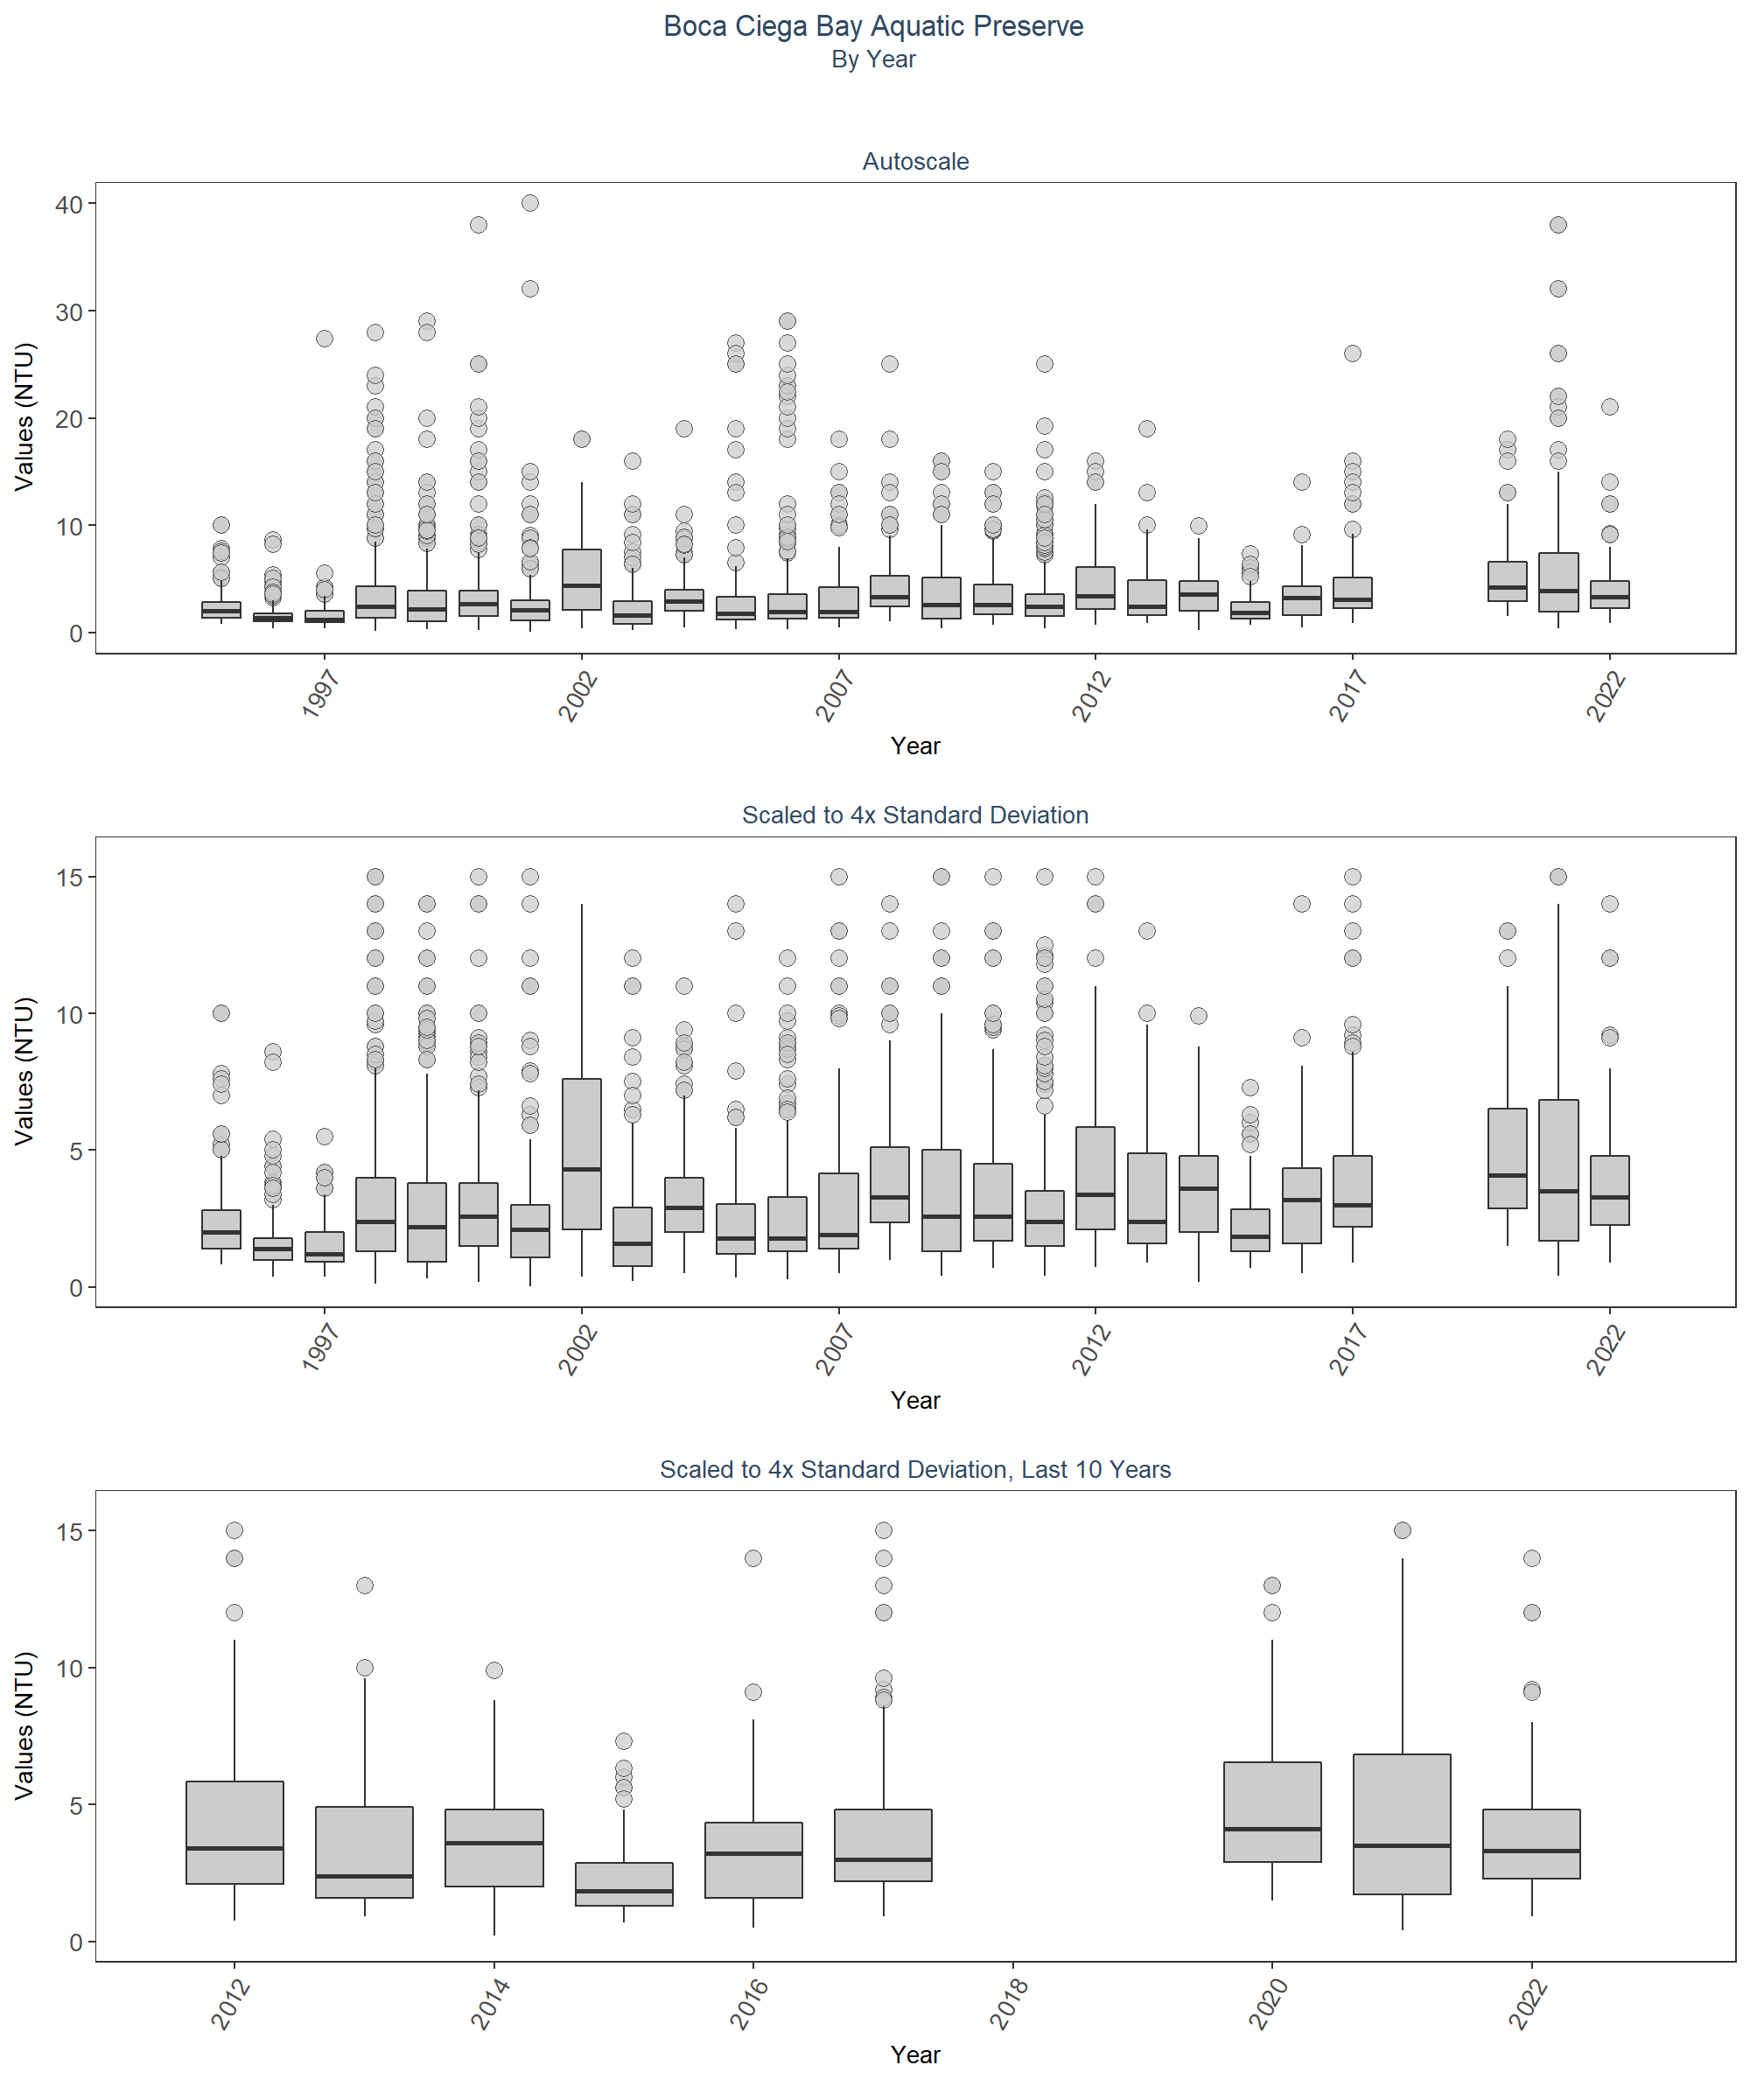 Boca Ciega Bay Aquatic Preserve
By Year
Autoscale
40
30
20
10
0
Values (NTU)
1997
2002
2007
2012
2017
2022
Year
Scaled to 4x Standard Deviation
15
10
5
0
Values (NTU)
1997
2002
2007
2012
2017
2022
Year
Scaled to 4x Standard Deviation, Last 10 Years
15
10
5
0
Values (NTU)
2012
2014
2016
2018
2020
2022
Year